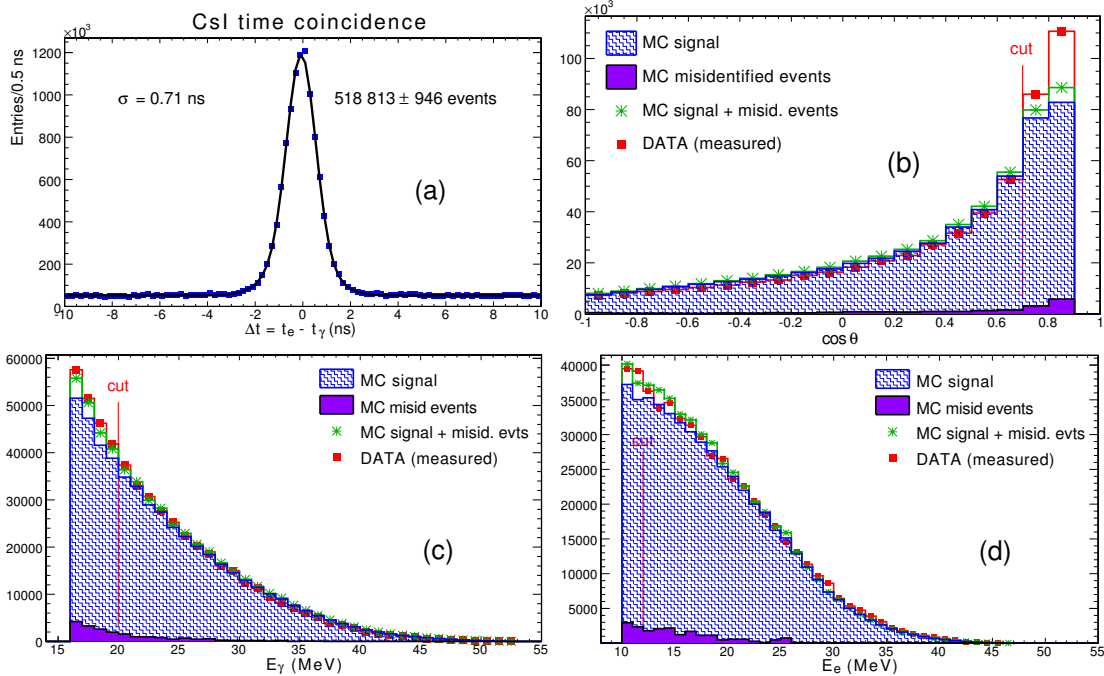 CsI time coincidence
×10³
Entries/0.5 ns
1200
1000
800
600
400
200
0
σ = 0.71 ns
518 813 ± 946 events
(a)
-10 -8 -6 -4 -2 0 2 4 6 8 10
Δt = t_e - t_γ (ns)
×10³
100
80
60
40
20
0
MC signal
MC misidentified events
MC signal + misid. events
DATA (measured)
cut
(b)
-1 -0.8 -0.6 -0.4 -0.2 0 0.2 0.4 0.6 0.8 1
cos θ
60000
50000
40000
30000
20000
10000
0
cut
MC signal
MC misid events
MC signal + misid. evts
DATA (measured)
(c)
15 20 25 30 35 40 45 50 55
E_γ (MeV)
40000
35000
30000
25000
20000
15000
10000
5000
cut
MC signal
MC misid events
MC signal + misid. evts
DATA (measured)
(d)
10 15 20 25 30 35 40 45 50 55
E_e (MeV)